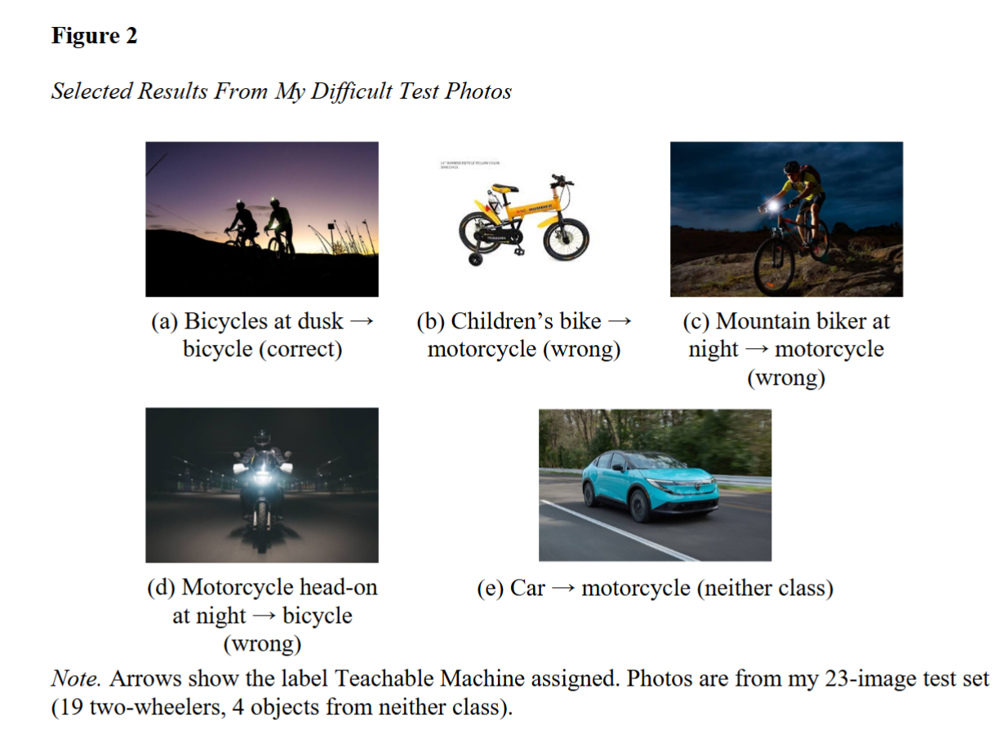 Figure 2
Selected Results From My Difficult Test Photos
(a) Bicycles at dusk →
bicycle (correct)
(b) Children’s bike →
motorcycle (wrong)
(c) Mountain biker at
night → motorcycle
(wrong)
(d) Motorcycle head-on
at night → bicycle
(wrong)
(e) Car → motorcycle (neither class)
Note. Arrows show the label Teachable Machine assigned. Photos are from my 23-image test set
(19 two-wheelers, 4 objects from neither class).